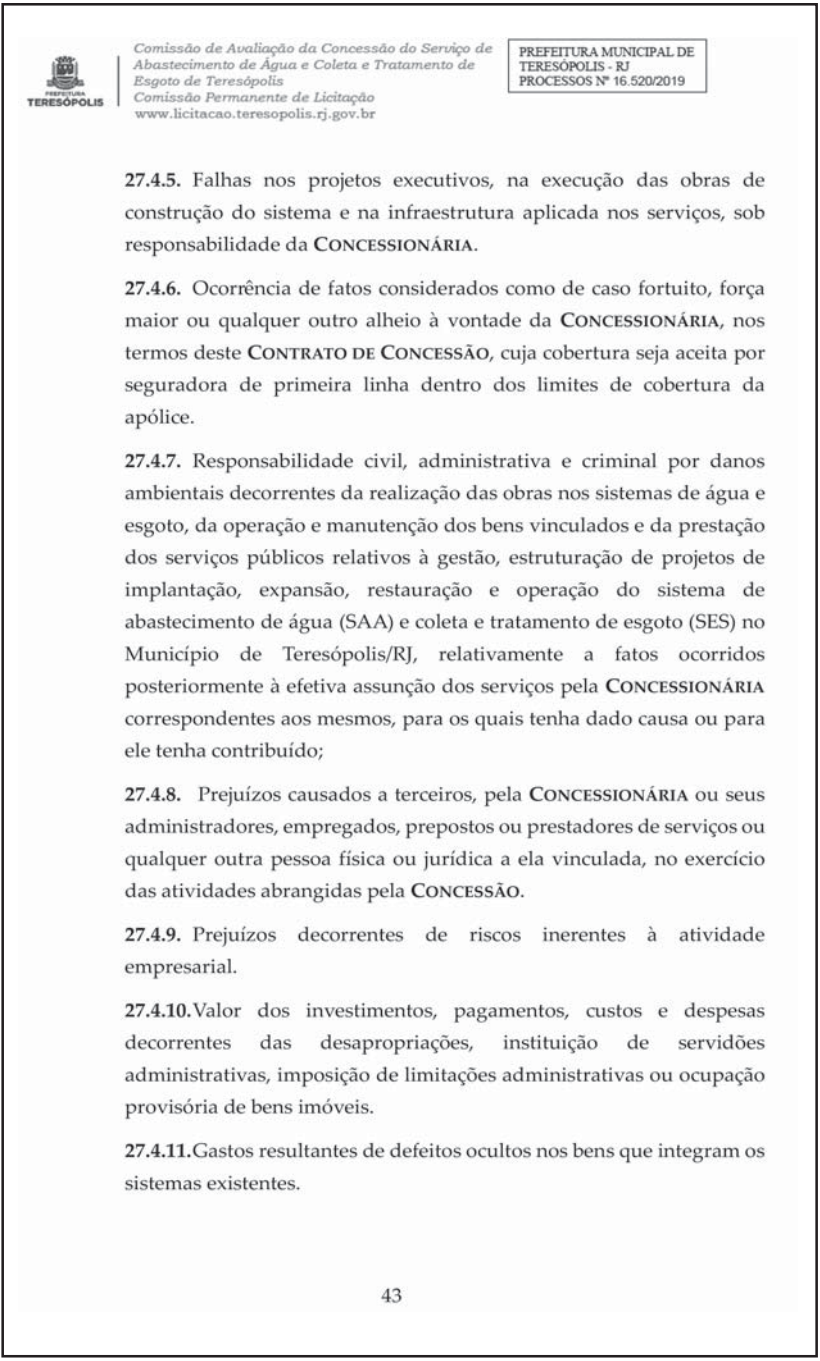 PREFEITURA
TERESÓPOLIS
Comissão de Avaliação da Concessão do Serviço de
Abastecimento de Água e Coleta e Tratamento de
Esgoto de Teresópolis
Comissão Permanente de Licitação
www.licitacao.teresopolis.rj.gov.br
PREFEITURA MUNICIPAL DE
TERESÓPOLIS - RJ
PROCESSOS Nº 16.520/2019
27.4.5. Falhas nos projetos executivos, na execução das obras de
construção do sistema e na infraestrutura aplicada nos serviços, sob
responsabilidade da CONCESSIONÁRIA.
27.4.6. Ocorrência de fatos considerados como de caso fortuito, força
maior ou qualquer outro alheio à vontade da CONCESSIONÁRIA, nos
termos deste CONTRATO DE CONCESSÃO, cuja cobertura seja aceita por
seguradora de primeira linha dentro dos limites de cobertura da
apólice.
27.4.7. Responsabilidade civil, administrativa e criminal por danos
ambientais decorrentes da realização das obras nos sistemas de água e
esgoto, da operação e manutenção dos bens vinculados e da prestação
dos serviços públicos relativos à gestão, estruturação de projetos de
implantação, expansão, restauração e operação do sistema de
abastecimento de água (SAA) e coleta e tratamento de esgoto (SES) no
Município de Teresópolis/RJ, relativamente a fatos ocorridos
posteriormente à efetiva assunção dos serviços pela CONCESSIONÁRIA
correspondentes aos mesmos, para os quais tenha dado causa ou para
ele tenha contribuído;
27.4.8. Prejuízos causados a terceiros, pela CONCESSIONÁRIA ou seus
administradores, empregados, prepostos ou prestadores de serviços ou
qualquer outra pessoa física ou jurídica a ela vinculada, no exercício
das atividades abrangidas pela CONCESSÃO.
27.4.9. Prejuízos decorrentes de riscos inerentes à atividade
empresarial.
27.4.10.Valor dos investimentos, pagamentos, custos e despesas
decorrentes das desapropriações, instituição de servidões
administrativas, imposição de limitações administrativas ou ocupação
provisória de bens imóveis.
27.4.11.Gastos resultantes de defeitos ocultos nos bens que integram os
sistemas existentes.
43